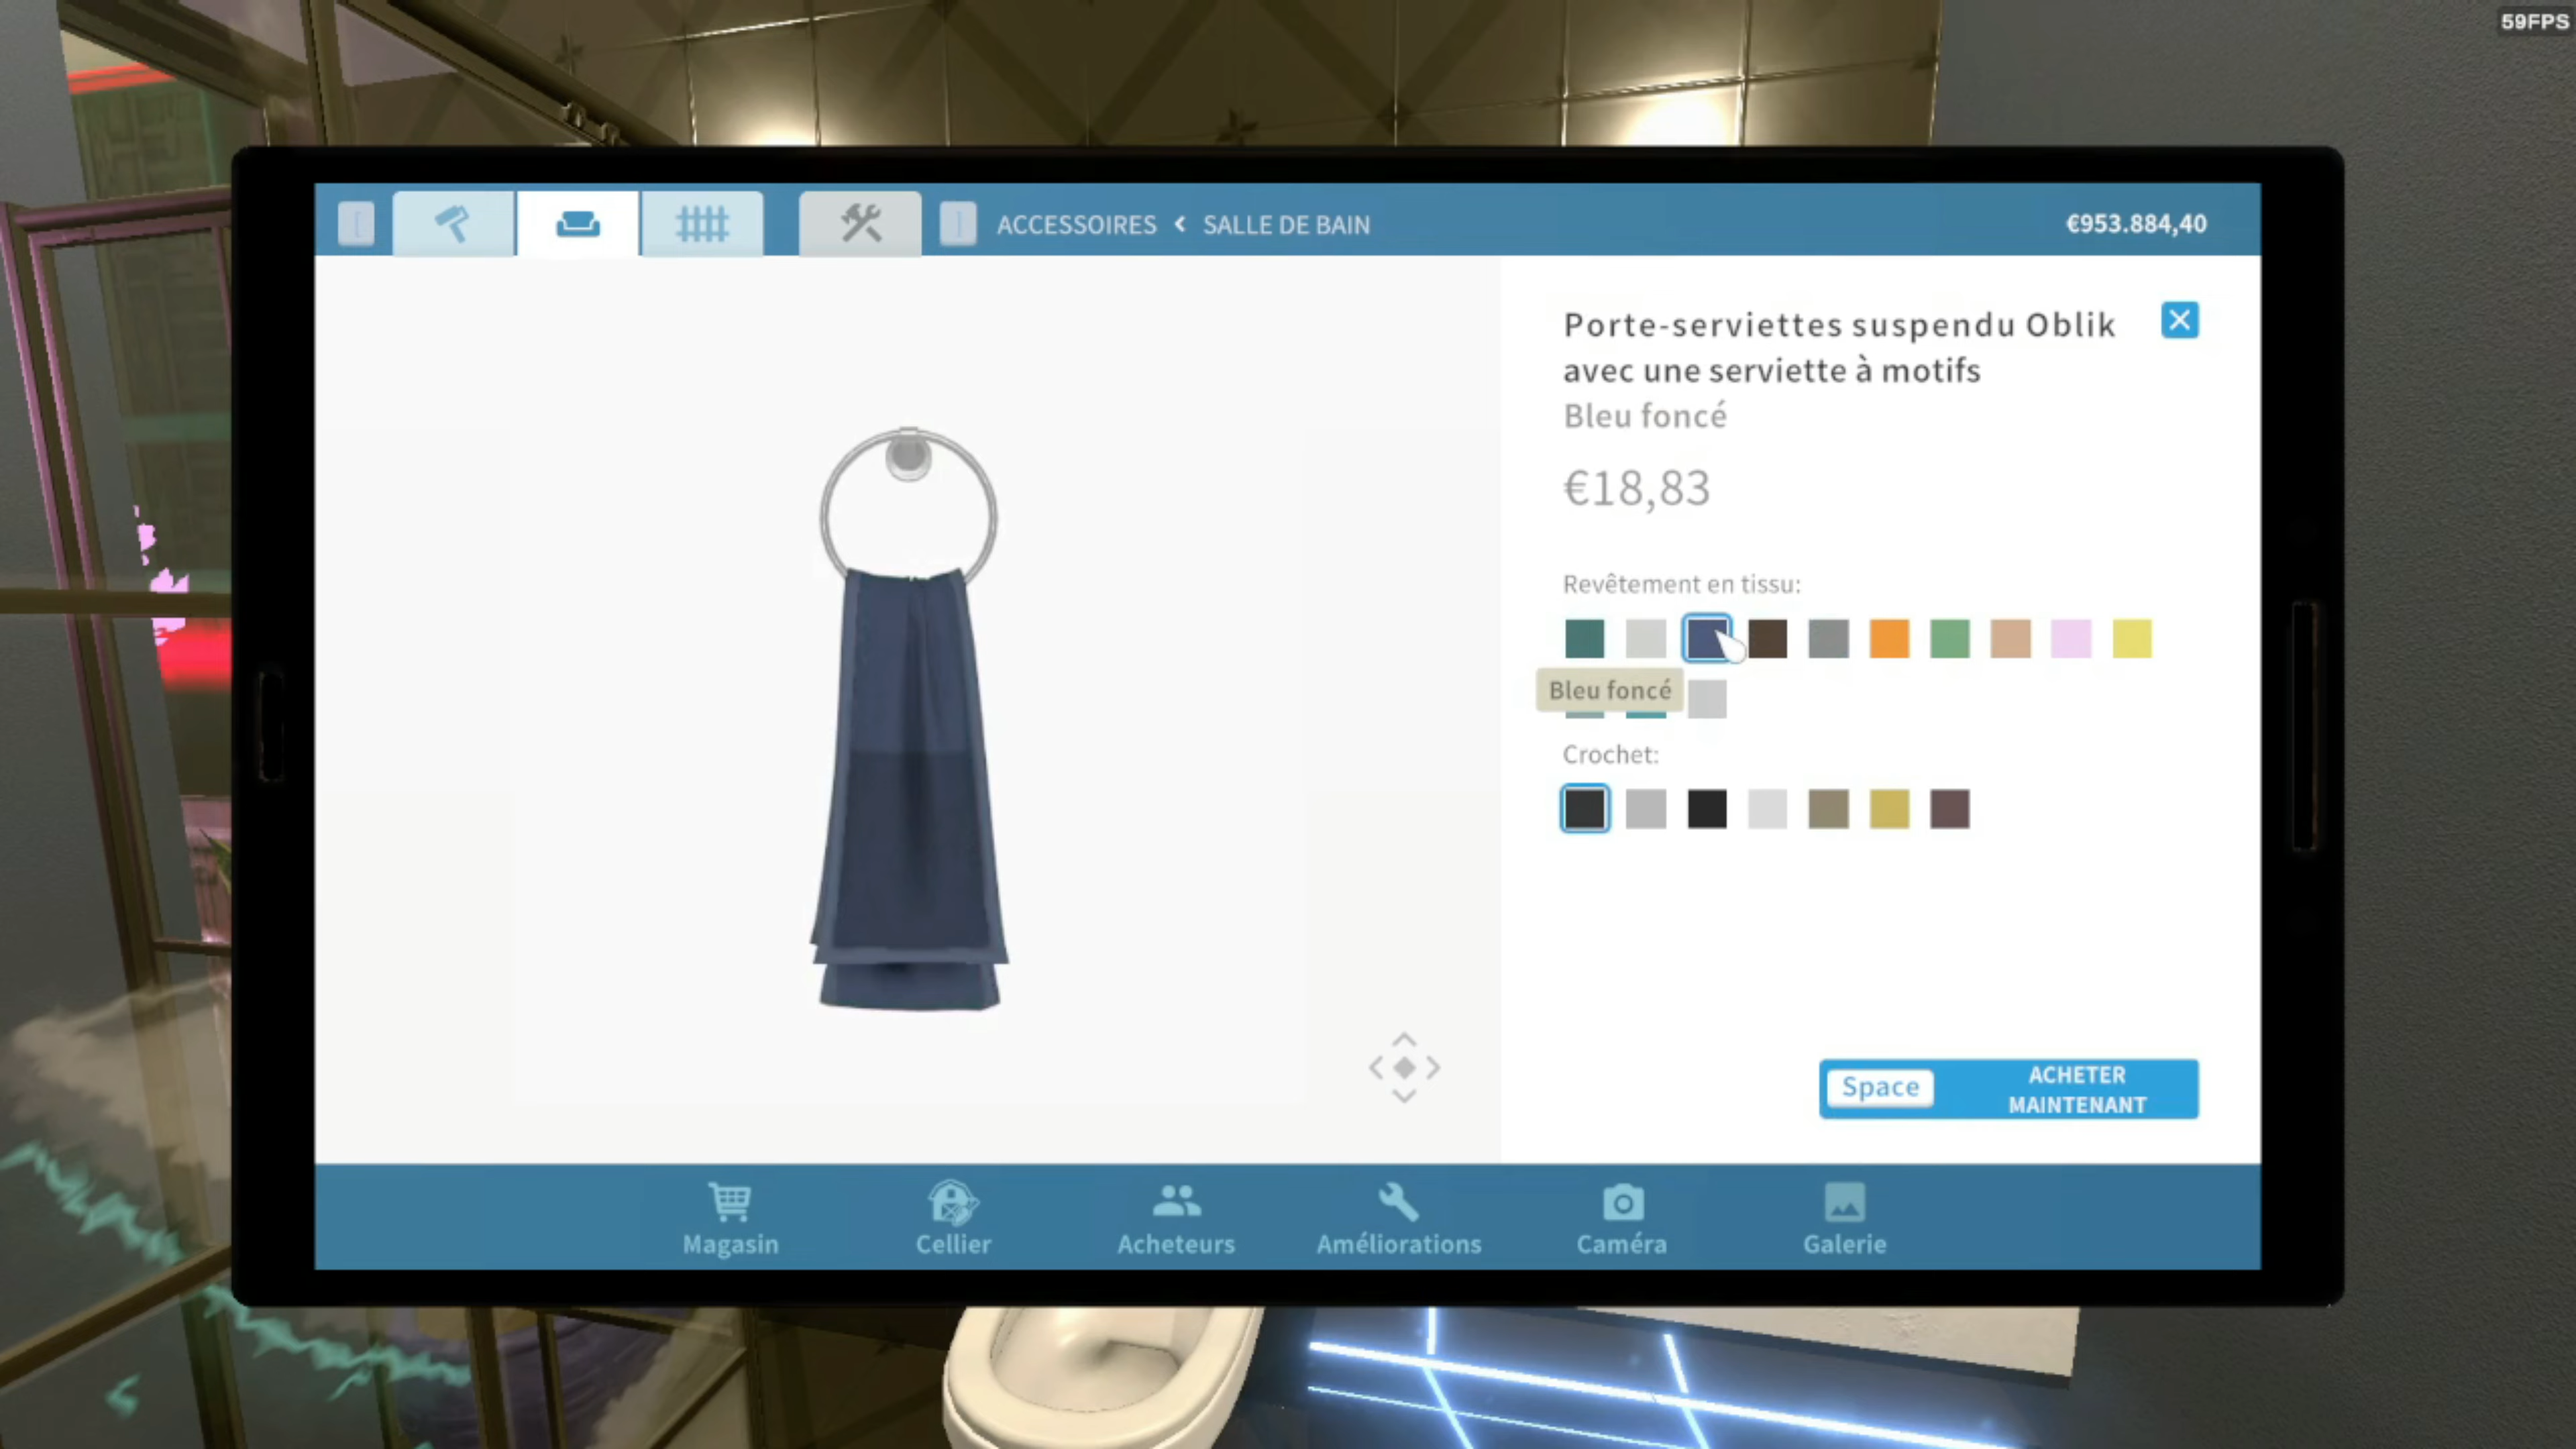 59FPS
ACCESSOIRES < SALLE DE BAIN
€953.884,40
Porte-serviettes suspendu Oblik
avec une serviette à motifs
Bleu foncé
€18,83
Revêtement en tissu:
Bleu foncé
Crochet:
Space
ACHETER
MAINTENANT
Magasin
Cellier
Acheteurs
Améliorations
Caméra
Galerie